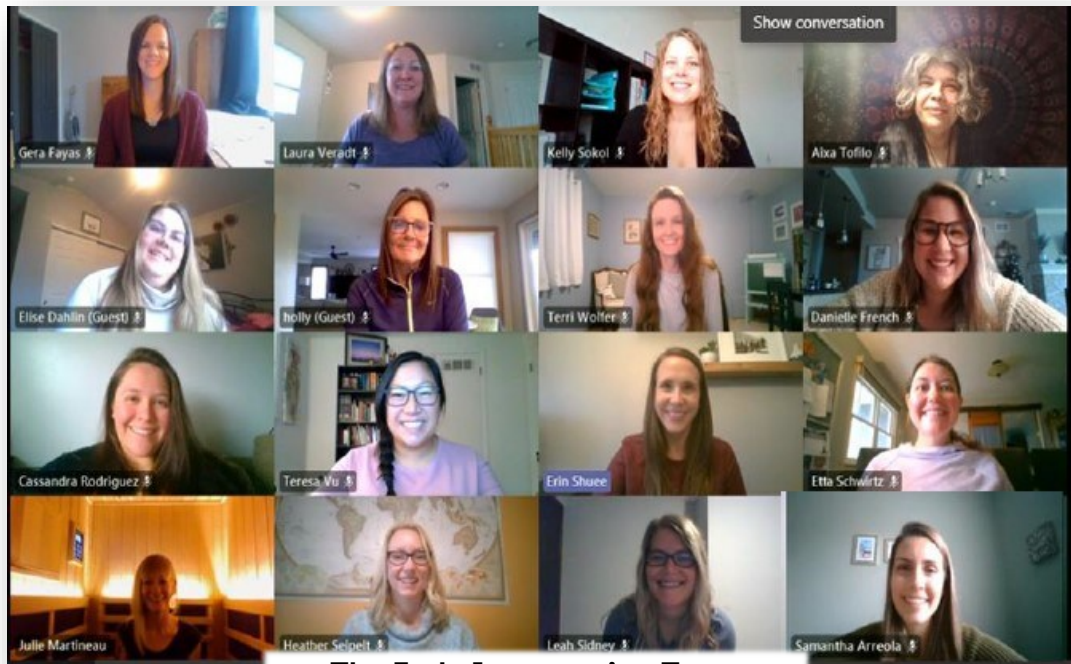 Show conversation
Gera Fayas
Laura Veradt
Kelly Sokol
Aixa Tofilo
Elise Dahlin (Guest)
holly (Guest)
Terri Wolfer
Danielle French
Cassandra Rodriguez
Teresa Vu
Erin Shuee
Etta Schwirtz
Julie Martineau
Heather Seipelt
Leah Sidney
Samantha Arreola